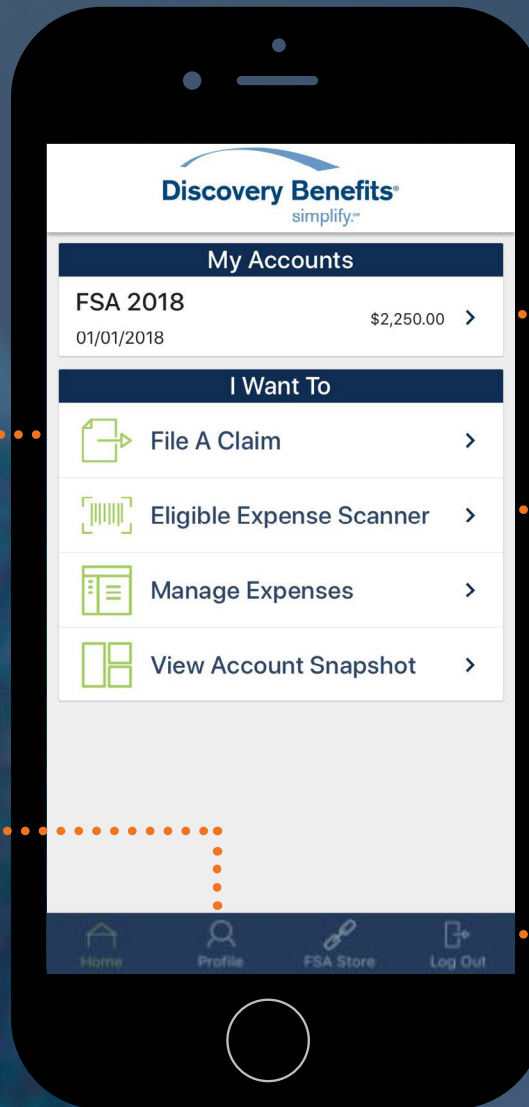 Discovery Benefits®
simplify.℠
My Accounts
FSA 2018
$2,250.00
01/01/2018
I Want To
File A Claim
Eligible Expense Scanner
Manage Expenses
View Account Snapshot
Home
Profile
FSA Store
Log Out